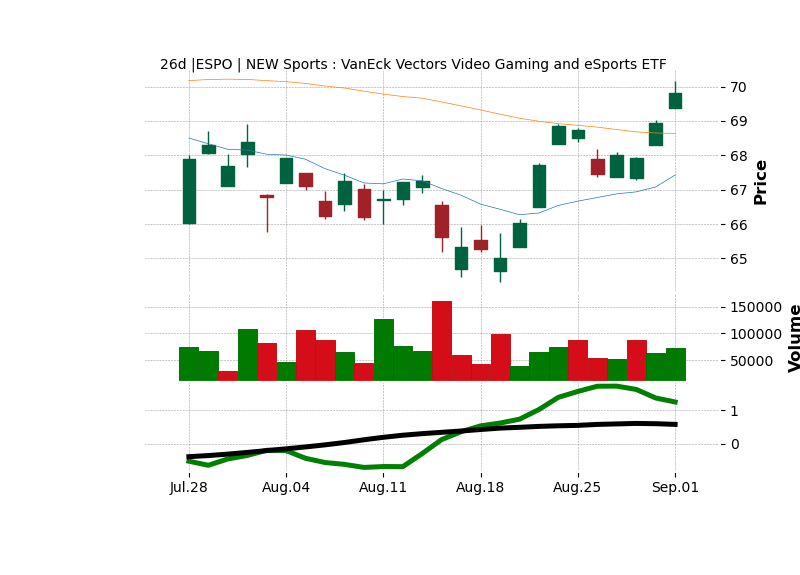 26d |ESPO | NEW Sports : VanEck Vectors Video Gaming and eSports ETF
70
69
68
67
66
65
Price
150000
100000
50000
Volume
1
0
Jul.28 Aug.04 Aug.11 Aug.18 Aug.25 Sep.01